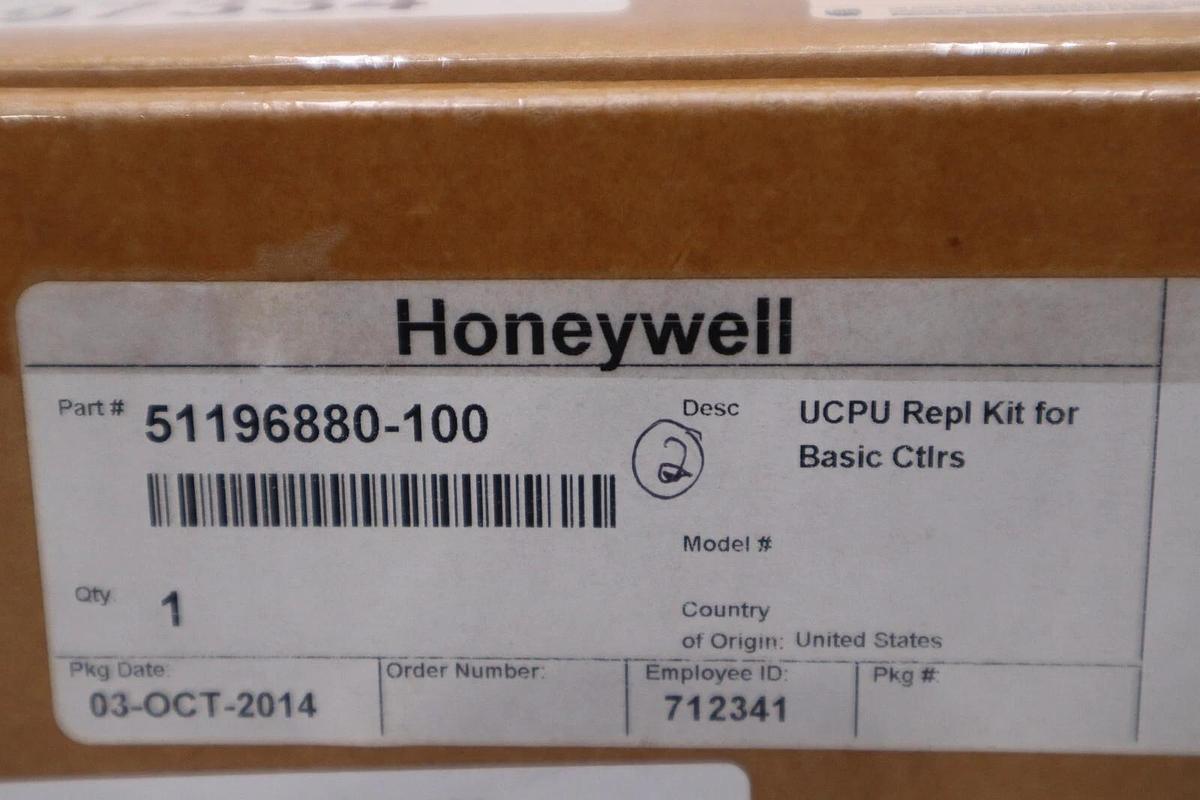 Honeywell
Part # 51196880-100
2
Desc UCPU Repl Kit for
Basic Ctlrs
Model #
Qty 1
Country
of Origin: United States
Pkg Date: 03-OCT-2014
Order Number:
Employee ID: 712341
Pkg #: